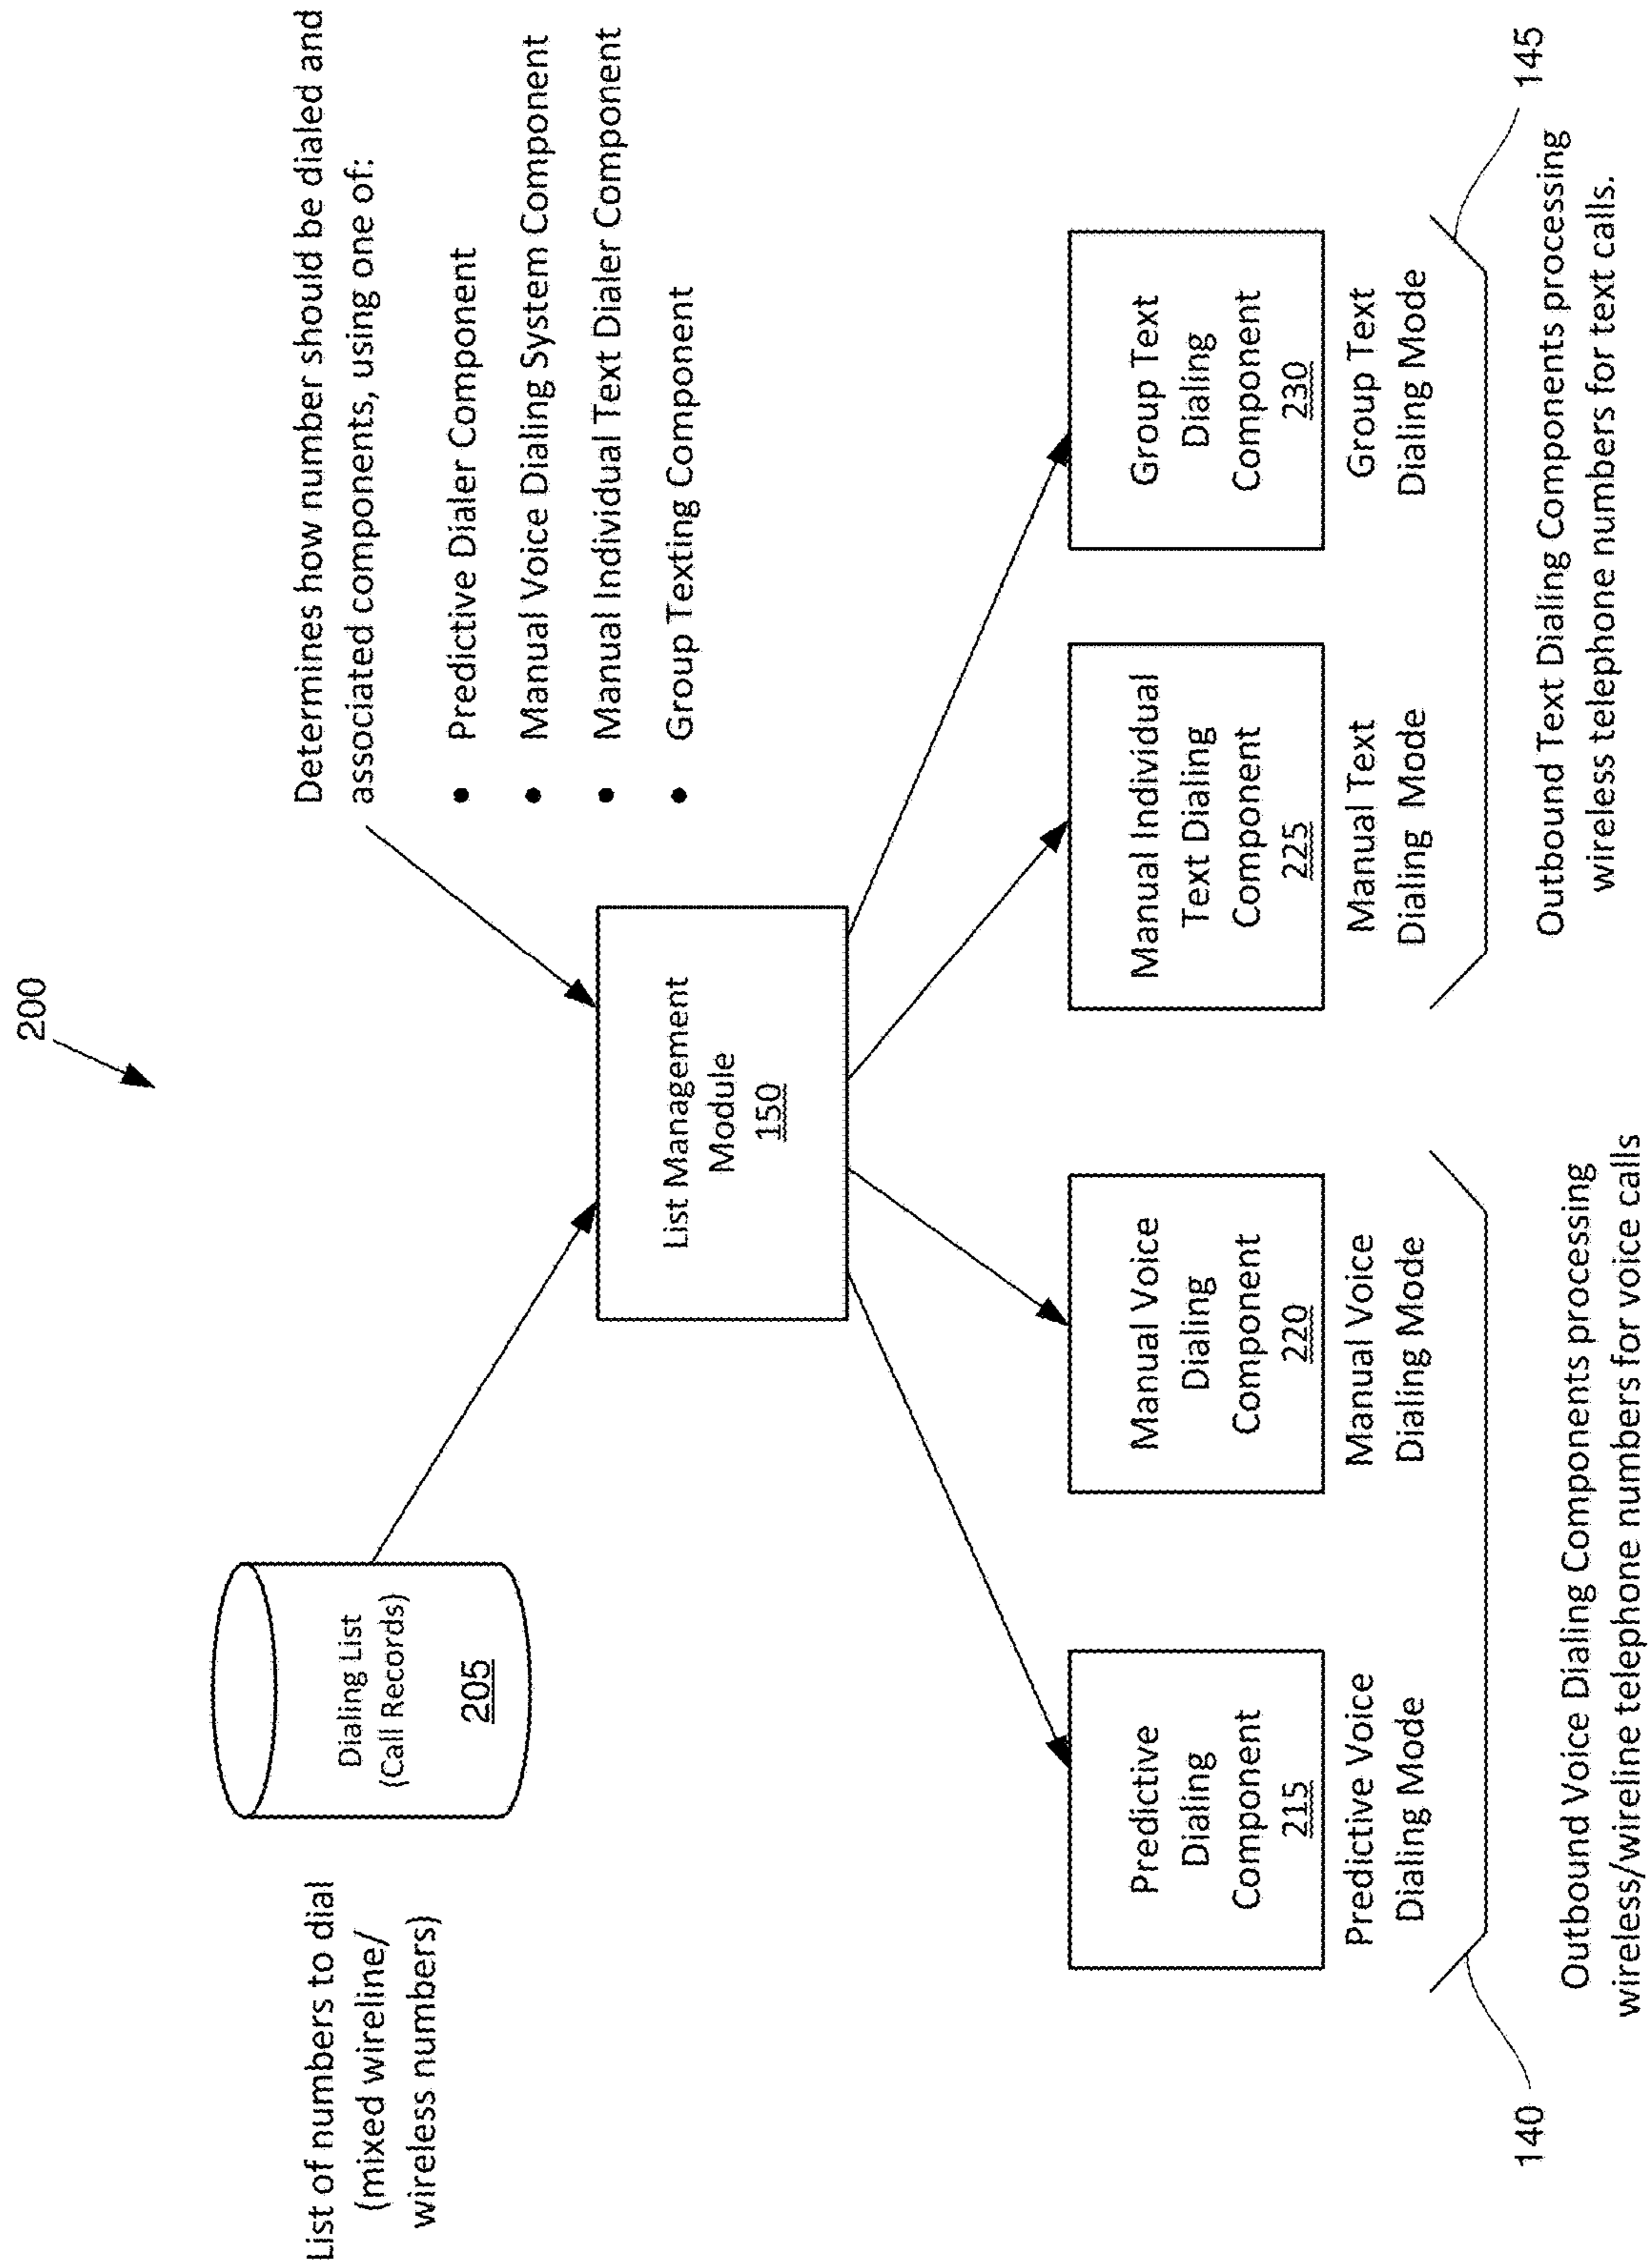 200
List of numbers to dial
(mixed wireline/
wireless numbers)
Dialing List
(Call Records)
205
Determines how number should be dialed and
associated components, using one of:
• Predictive Dialer Component
• Manual Voice Dialing System Component
• Manual Individual Text Dialer Component
• Group Texting Component
List Management
Module
150
Predictive
Dialing
Component
215
Predictive Voice
Dialing Mode
Manual Voice
Dialing
Component
220
Manual Voice
Dialing Mode
Manual Individual
Text Dialing
Component
225
Manual Text
Dialing Mode
Group Text
Dialing
Component
230
Group Text
Dialing Mode
140
Outbound Voice Dialing Components processing
wireless/wireline telephone numbers for voice calls
145
Outbound Text Dialing Components processing
wireless telephone numbers for text calls.